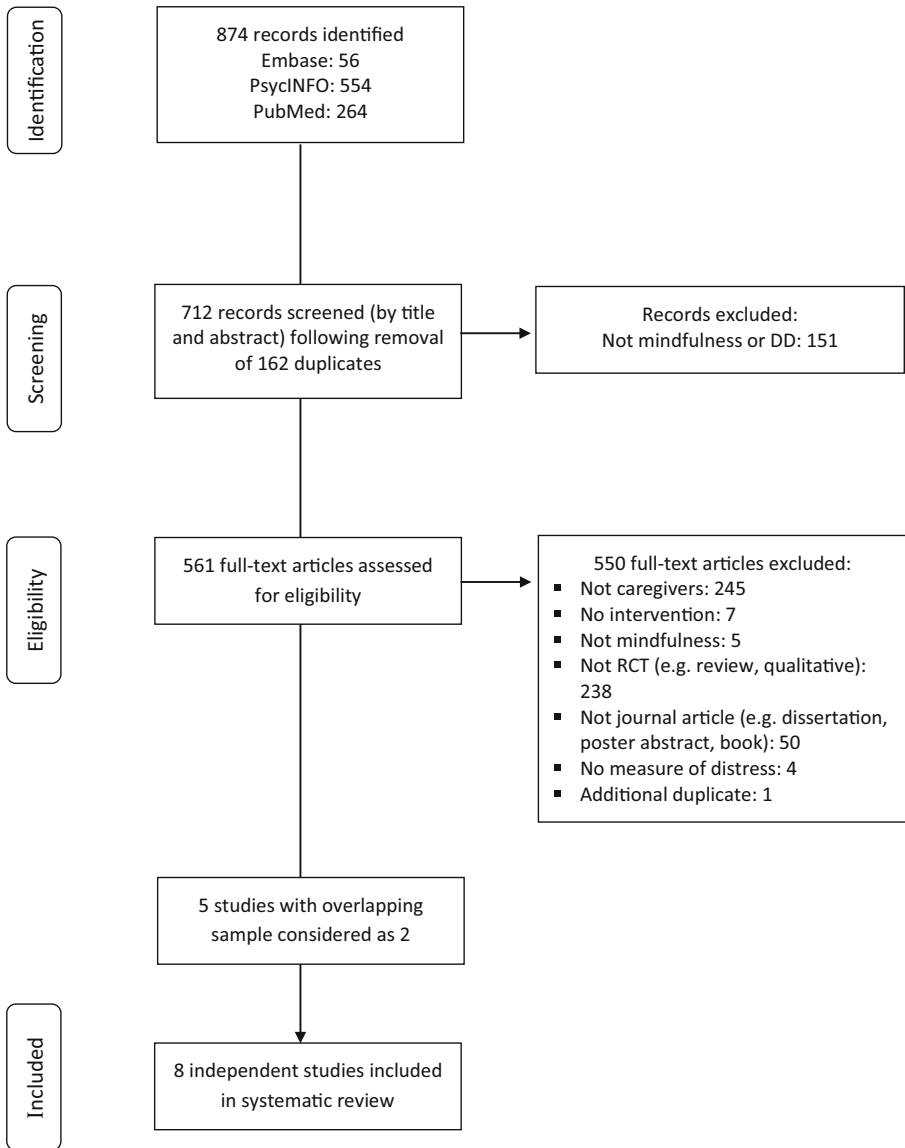 Identification
874 records identified
Embase: 56
PsycINFO: 554
PubMed: 264
Screening
712 records screened (by title
and abstract) following removal
of 162 duplicates
Records excluded:
Not mindfulness or DD: 151
Eligibility
561 full-text articles assessed
for eligibility
550 full-text articles excluded:
▪ Not caregivers: 245
▪ No intervention: 7
▪ Not mindfulness: 5
▪ Not RCT (e.g. review, qualitative):
238
▪ Not journal article (e.g. dissertation,
poster abstract, book): 50
▪ No measure of distress: 4
▪ Additional duplicate: 1
5 studies with overlapping
sample considered as 2
Included
8 independent studies included
in systematic review